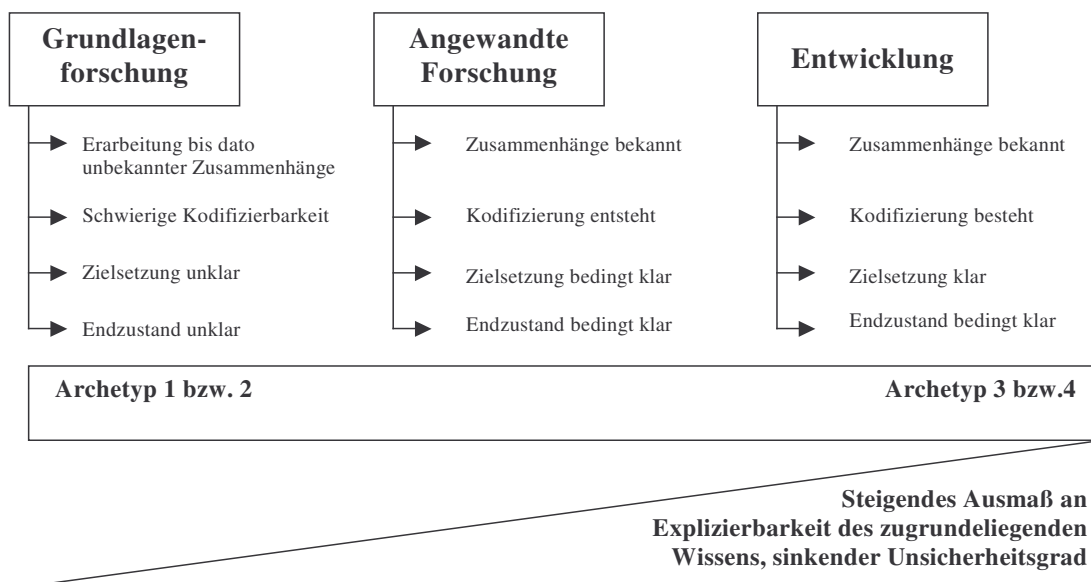 Grundlagen-
forschung
Erarbeitung bis dato
unbekannter Zusammenhänge
Schwierige Kodifizierbarkeit
Zielsetzung unklar
Endzustand unklar
Angewandte
Forschung
Zusammenhänge bekannt
Kodifizierung entsteht
Zielsetzung bedingt klar
Endzustand bedingt klar
Entwicklung
Zusammenhänge bekannt
Kodifizierung besteht
Zielsetzung klar
Endzustand bedingt klar
Archetyp 1 bzw. 2
Archetyp 3 bzw.4
Steigendes Ausmaß an
Explizierbarkeit des zugrundeliegenden
Wissens, sinkender Unsicherheitsgrad